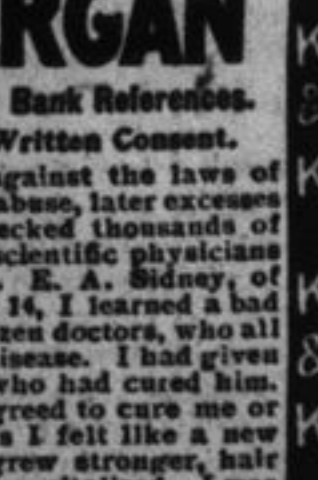 RGAN
Bank References.
Written Consent.
against the laws of
abuse, later excesses
ecked thousands of
scientific physicians
. E. A. Sidney, of
14, I learned a bad
zen doctors, who all
isease. I had given
who had cured him.
greed to cure me or
s I felt like a new
grew stronger, hair
K
&
K
K
&
K